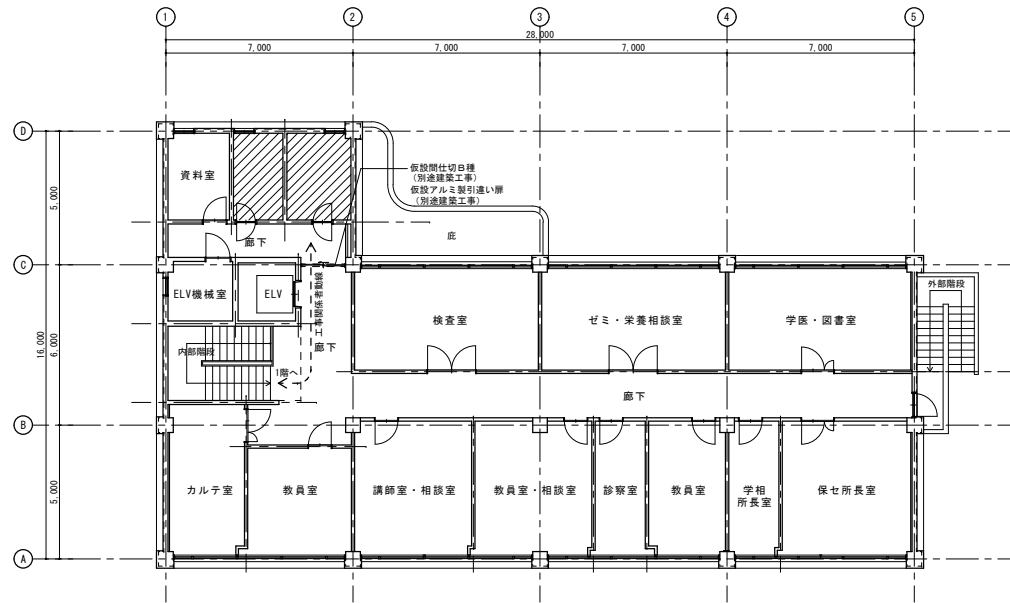 1
2
3
4
5
28,000
7,000
7,000
7,000
7,000
D
C
B
A
16,000
5,000
6,000
5,000
仮設間仕切B種
(別途建築工事)
仮設アルミ製引違い扉
(別途建築工事)
資料室
廊下
庇
ELV機械室
ELV
工事関係者動線
廊下
内部階段
1階へ
検査室
ゼミ・栄養相談室
学医・図書室
外部階段
廊下
カルテ室
教員室
講師室・相談室
教員室・相談室
診察室
教員室
学相
所長室
保セ所長室